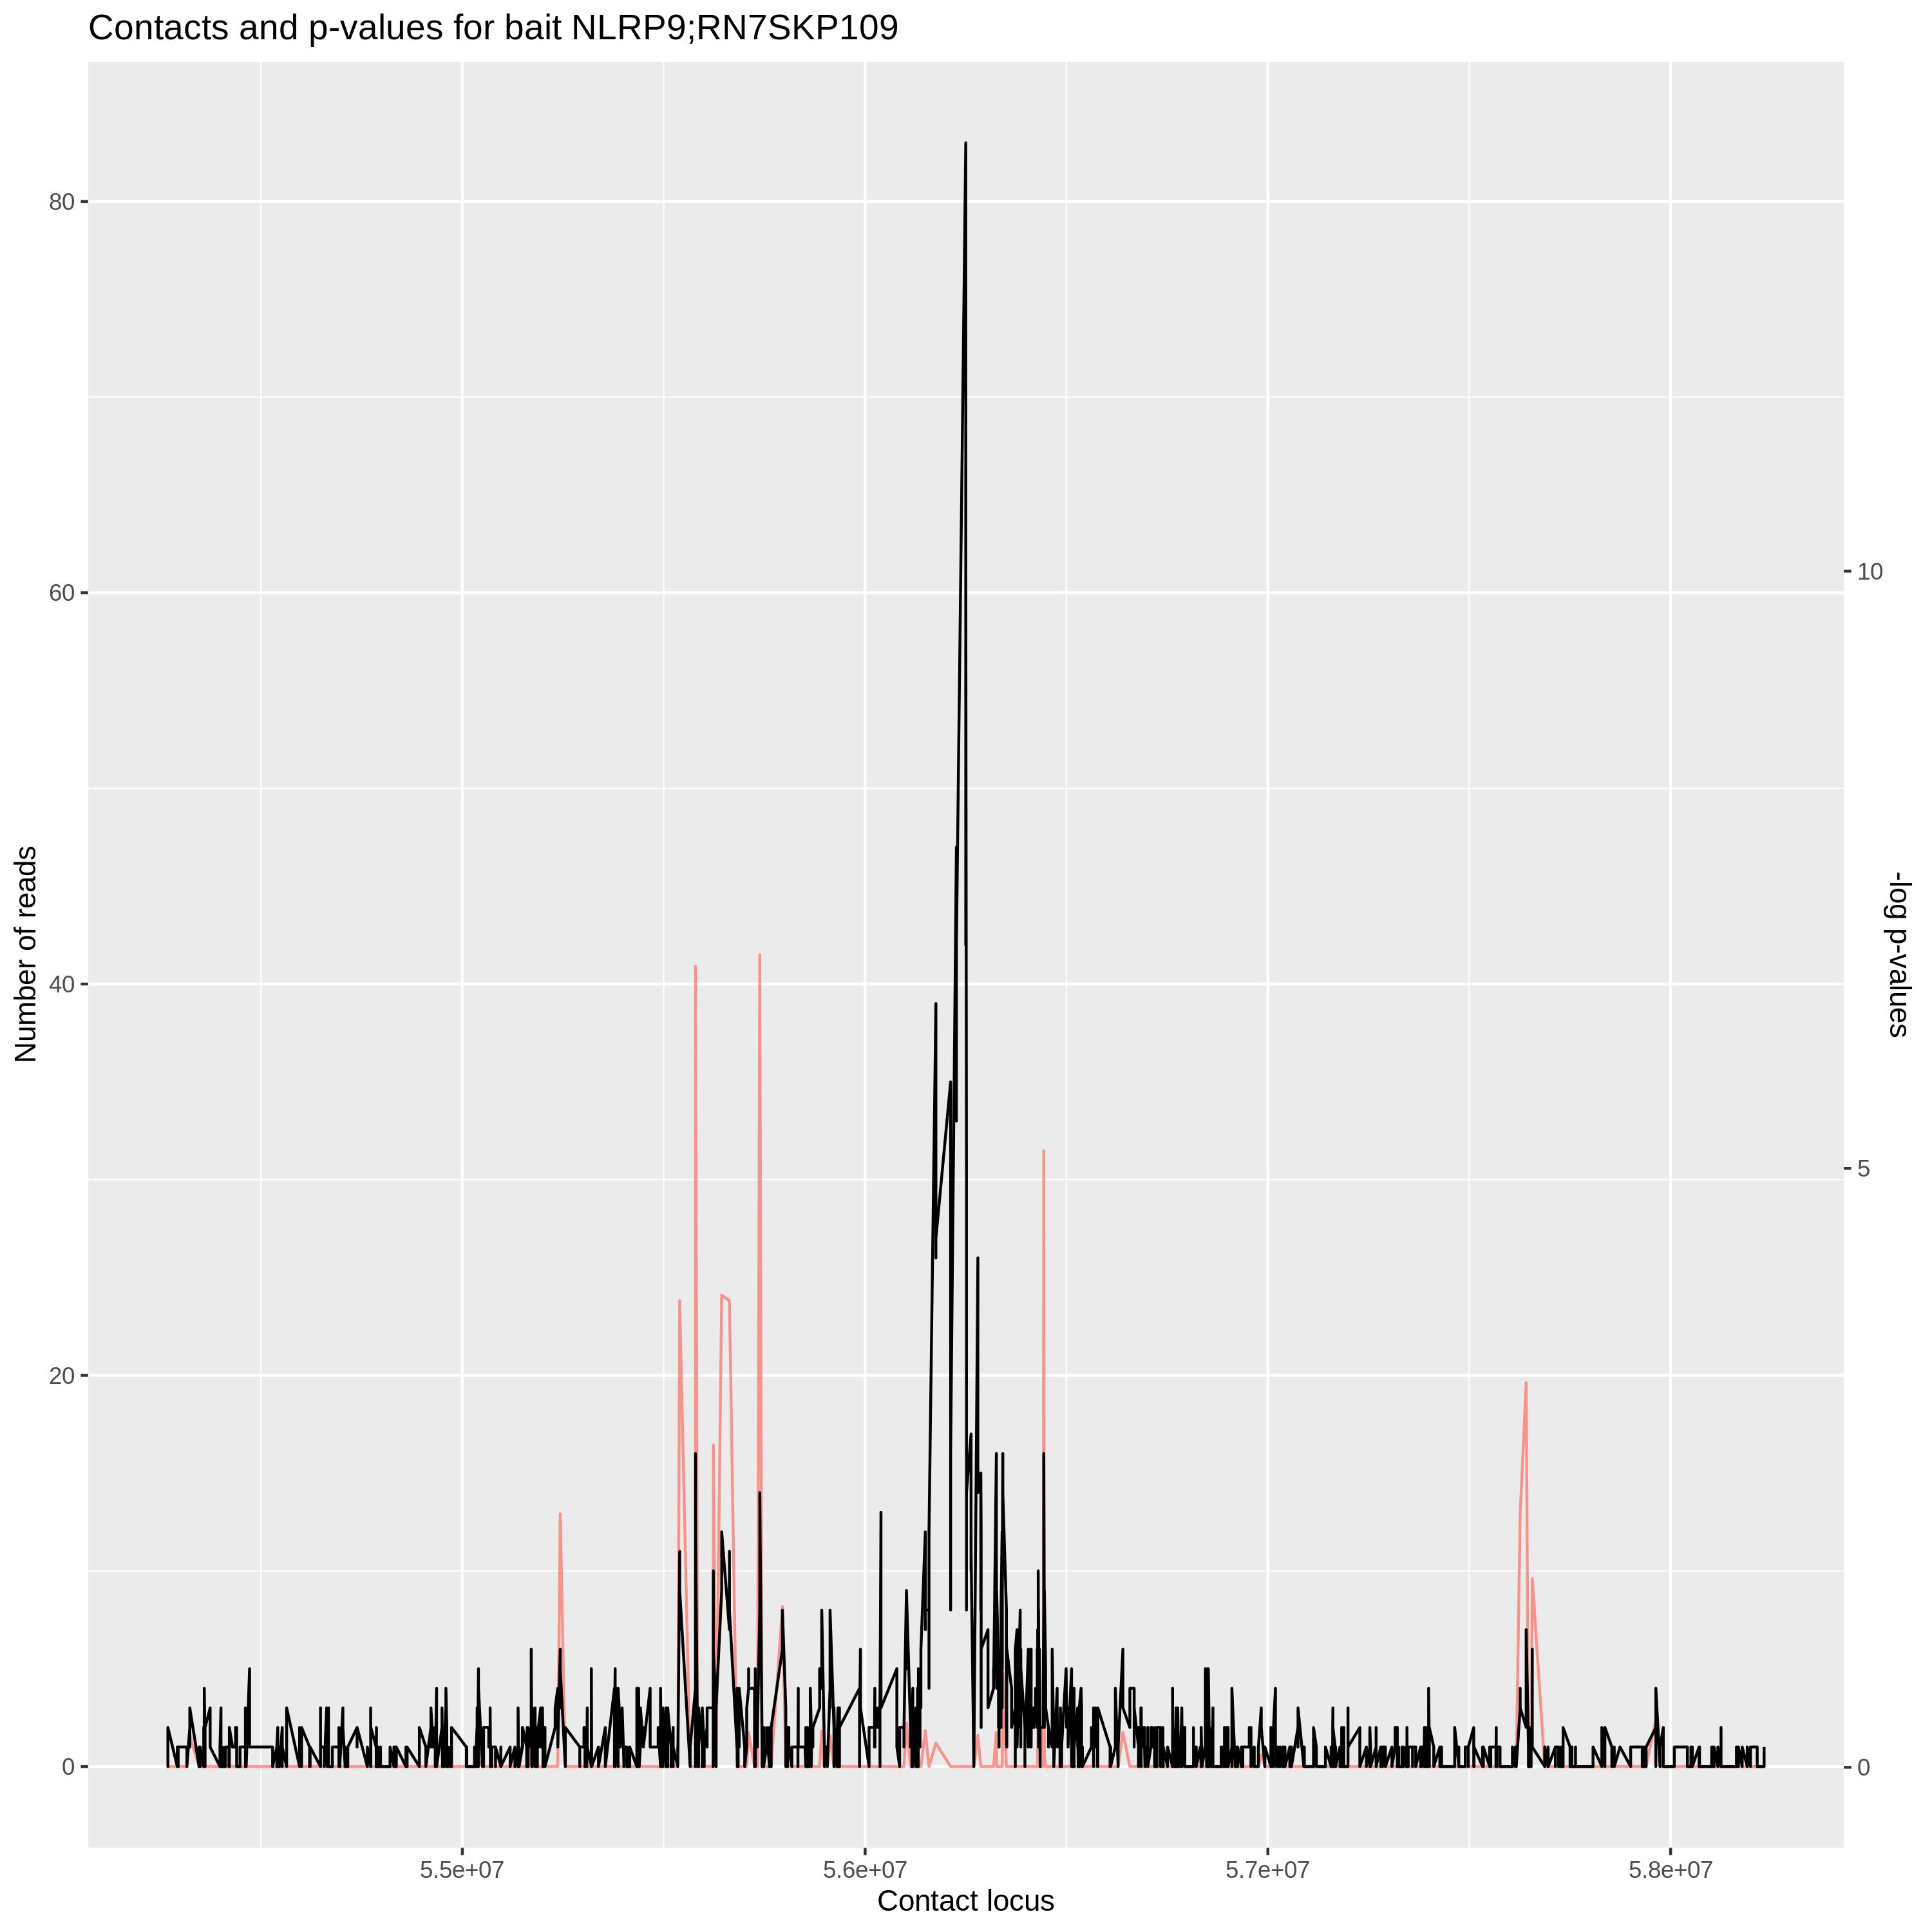 Contacts and p-values for bait NLRP9;RN7SKP109
80
60
40
20
0
Number of reads
10
5
0
-log p-values
5.5e+07
5.6e+07
5.7e+07
5.8e+07
Contact locus